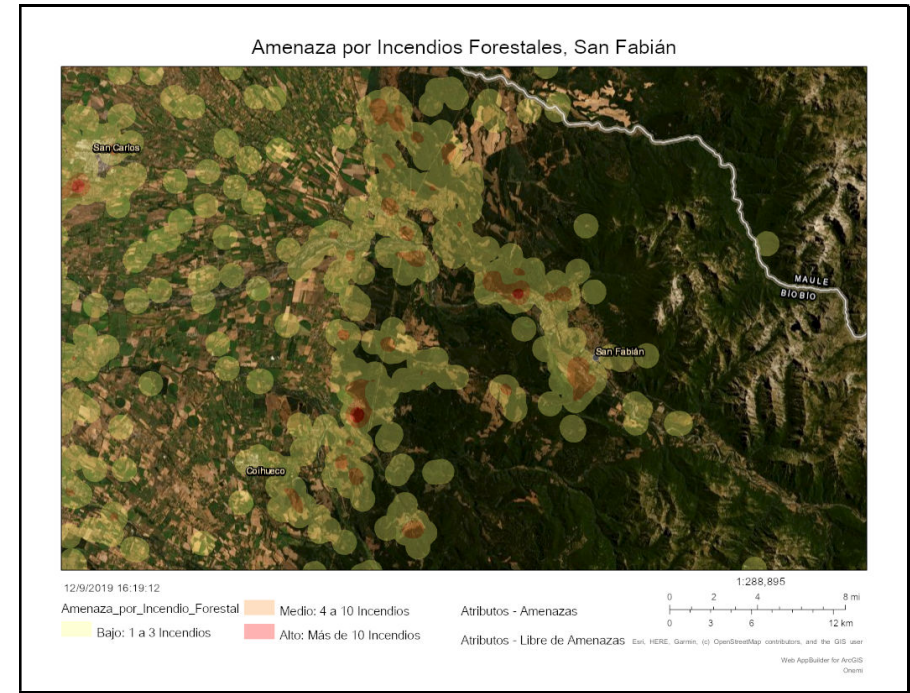 Amenaza por Incendios Forestales, San Fabián
San Carlos
MAULE
BÍOBÍO
San Fabián
Coihueco
12/9/2019 16:19:12
Amenaza_por_Incendio_Forestal
Bajo: 1 a 3 Incendios
Medio: 4 a 10 Incendios
Alto: Más de 10 Incendios
Atributos - Amenazas
Atributos - Libre de Amenazas
1:288,895
0 2 4 8 mi
0 3 6 12 km
Esri, HERE, Garmin, (c) OpenStreetMap contributors, and the GIS user
Web AppBuilder for ArcGIS
Onemi